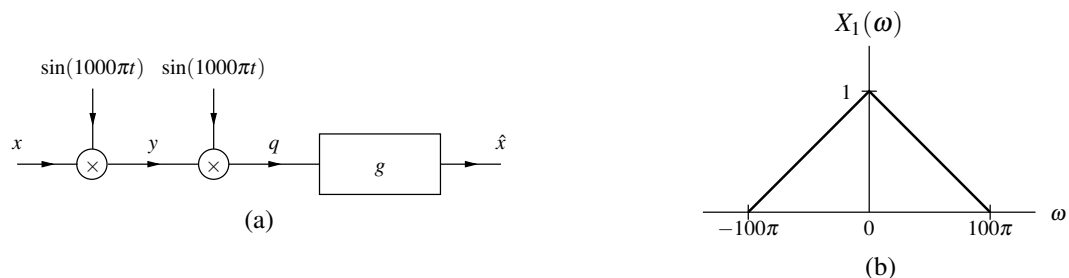 sin(1000πt) sin(1000πt)
x y q g x̂
× ×
(a)
X₁(ω)
1
−100π 0 100π ω
(b)